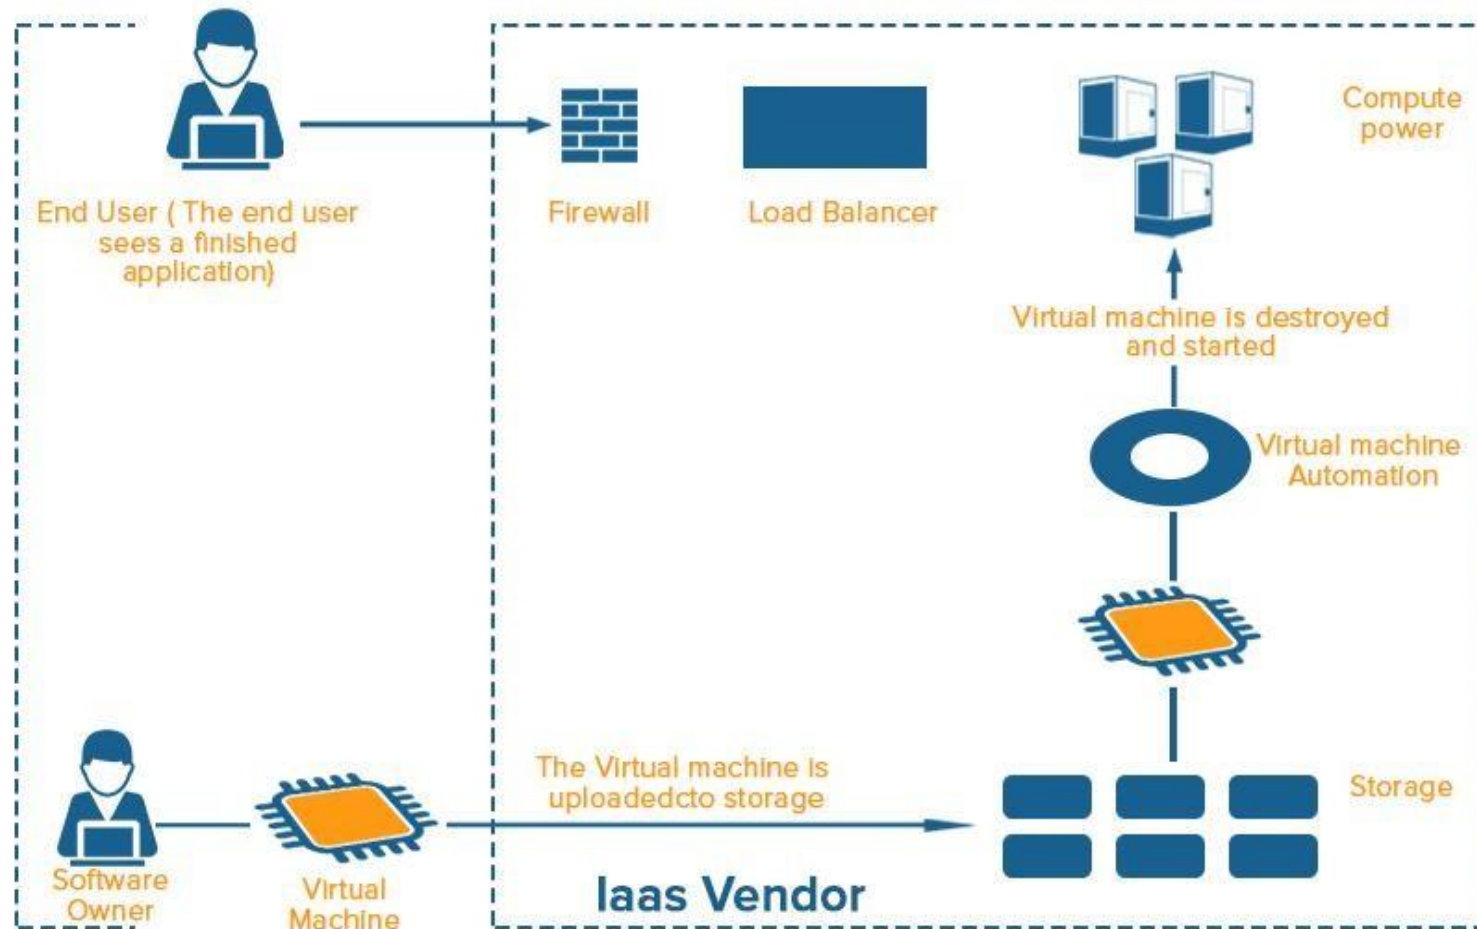 End User ( The end user
sees a finished
application)
Firewall
Load Balancer
Compute
power
Virtual machine is destroyed
and started
Virtual machine
Automation
The Virtual machine is
uploadedcto storage
Storage
Software
Owner
Virtual
Machine
Iaas Vendor